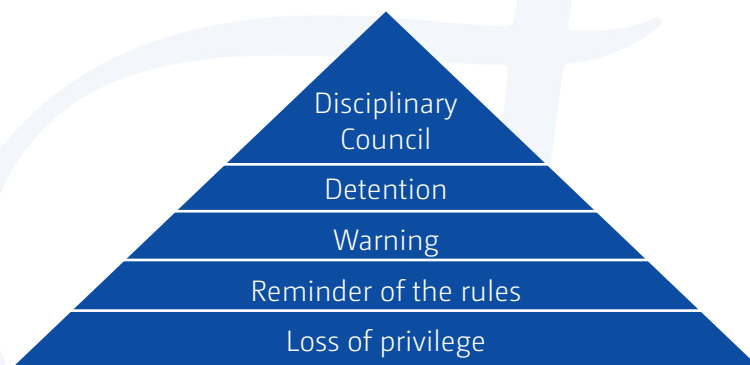 Disciplinary
Council
Detention
Warning
Reminder of the rules
Loss of privilege